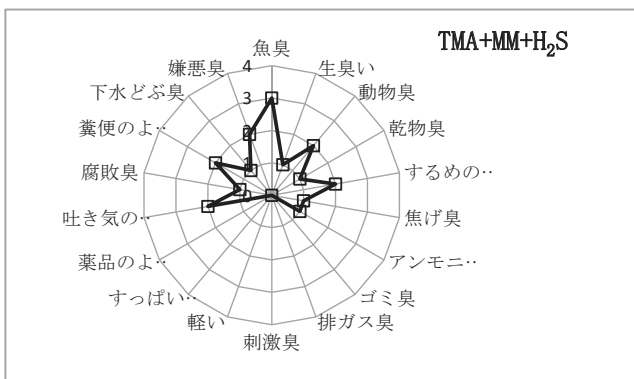 TMA+MM+H₂S
魚臭
生臭い
動物臭
乾物臭
するめの‥
焦げ臭
アンモニ‥
ゴミ臭
排ガス臭
刺激臭
軽い
すっぱい‥
薬品のよ‥
吐き気の‥
腐敗臭
糞便のよ‥
下水どぶ臭
嫌悪臭
4
3
2
1
0